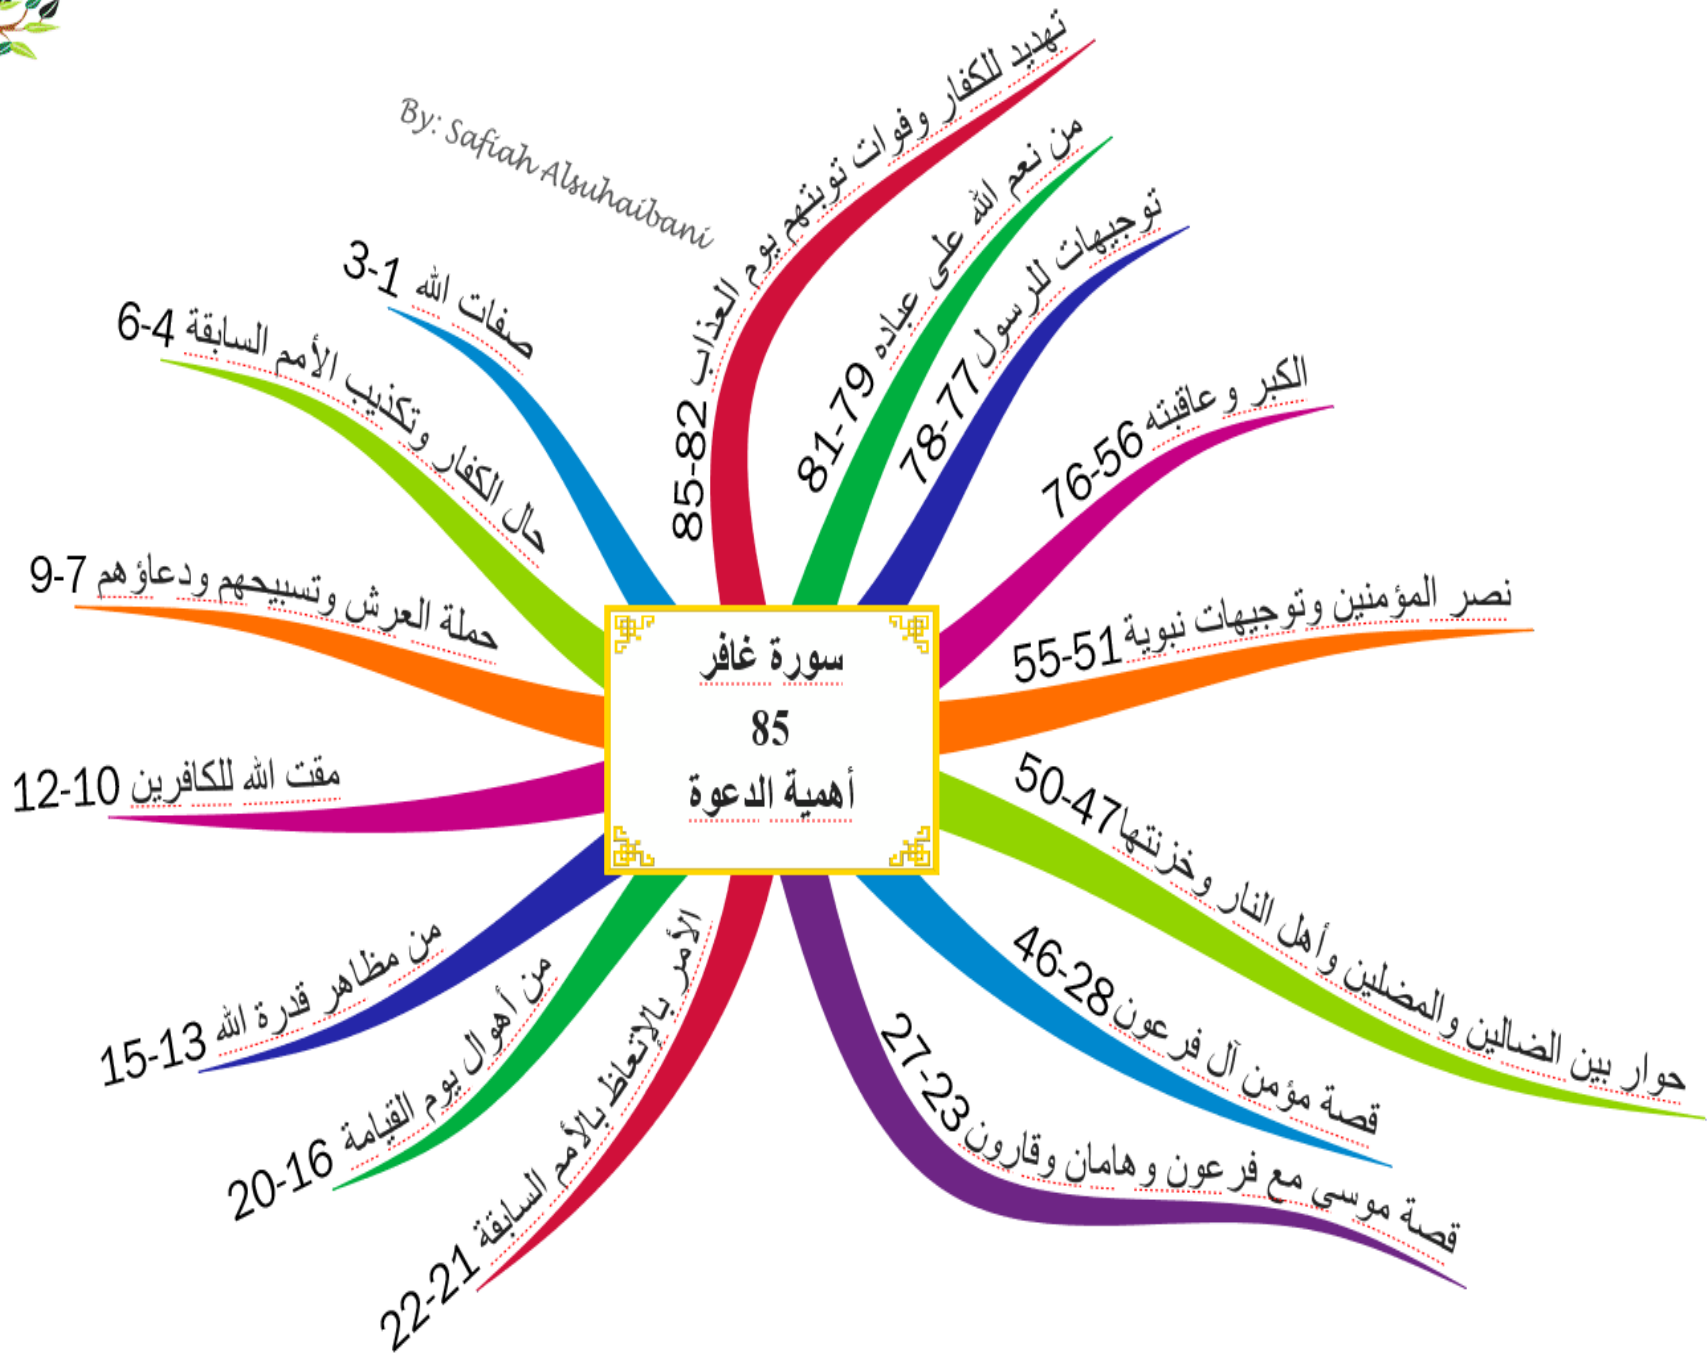 By: Safiah Alsuhaibani
سورة غافر
85
أهمية الدعوة
صفات الله 1-3
حال الكفار وتكذيب الأمم السابقة 4-6
حملة العرش وتسبيحهم ودعاؤهم 7-9
مقت الله للكافرين 10-12
من مظاهر قدرة الله 13-15
من أهوال يوم القيامة 16-20
الأمر بالإتعاظ بالأمم السابقة 21-22
قصة موسى مع فرعون وهامان وقارون 23-27
قصة مؤمن آل فرعون 28-46
حوار بين الضالين والمضلين وأهل النار وخزنتها 47-50
نصر المؤمنين وتوجيهات نبوية 51-55
الكبر وعاقبته 56-76
توجيهات للرسول 77-78
من نعم الله على عباده 79-81
تهديد للكفار وفوات توبتهم يوم العذاب 82-85